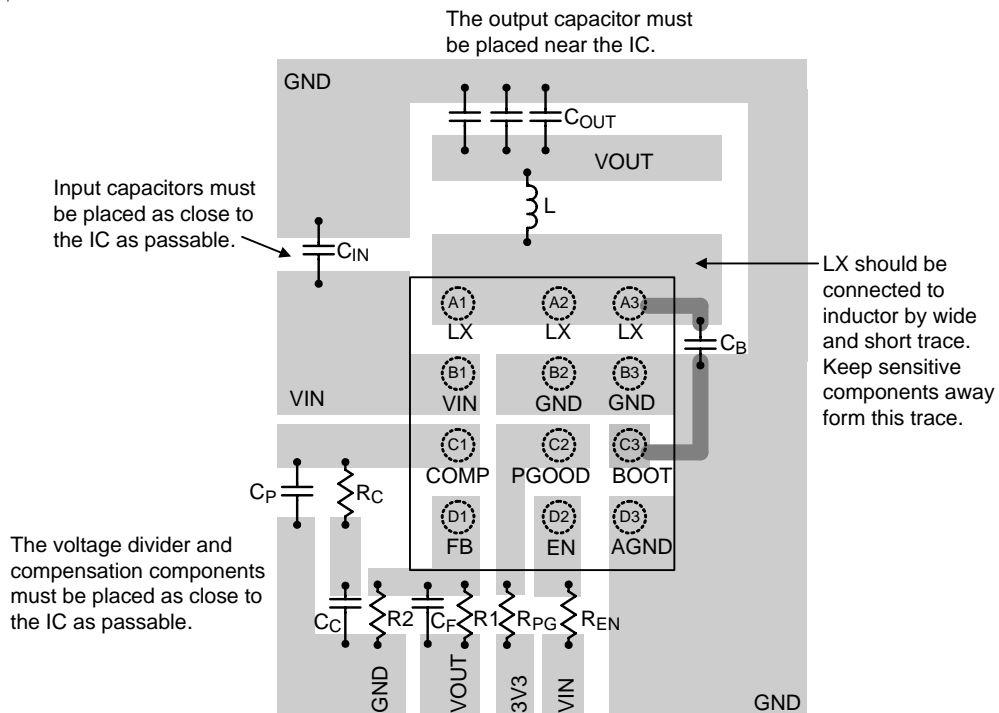 The output capacitor must
be placed near the IC.
GND
COUT
VOUT
Input capacitors must
be placed as close to
the IC as passable.
L
CIN
LX should be
connected to
inductor by wide
and short trace.
Keep sensitive
components away
form this trace.
A1 A2 A3
LX LX LX
CB
B1 B2 B3
VIN VIN GND GND
C1 C2 C3
COMP PGOOD BOOT
CP RC
D1 D2 D3
FB EN AGND
The voltage divider and
compensation components
must be placed as close to
the IC as passable.
CC R2 CF R1 RPG REN
GND VOUT 3V3 VIN GND